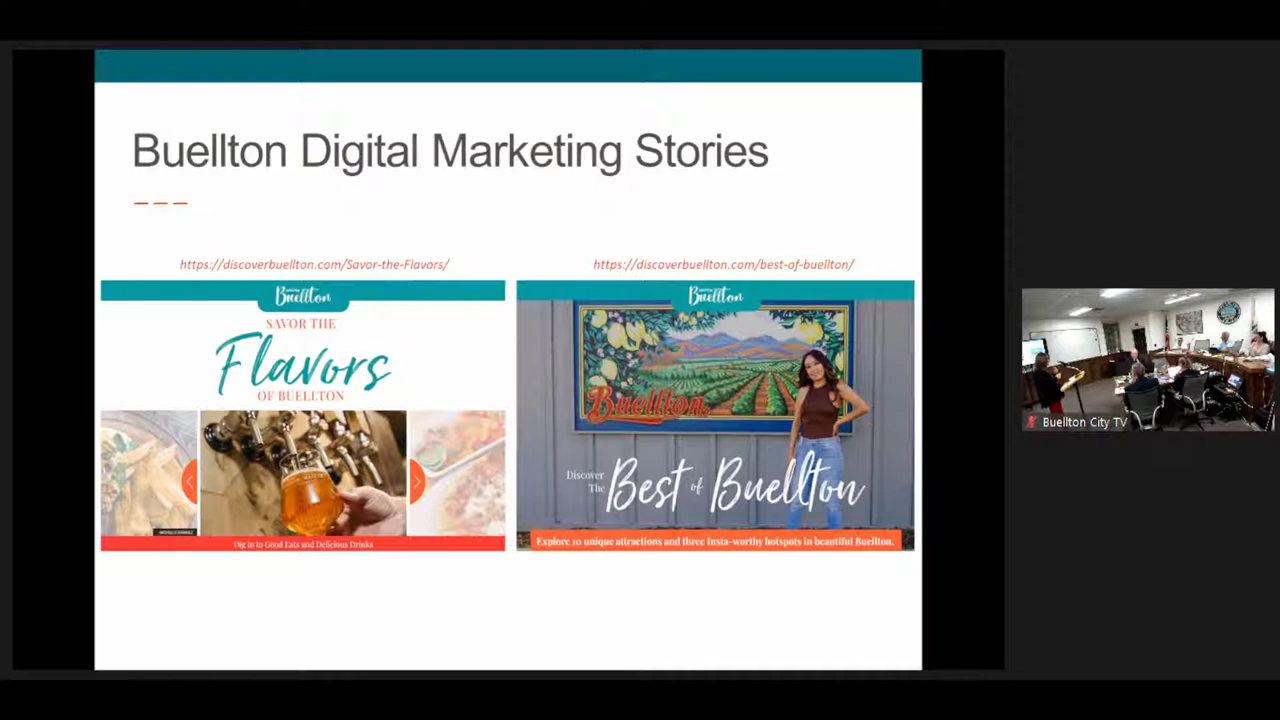 Buellton Digital Marketing Stories
https://discoverbuellton.com/Savor-the-Flavors/
https://discoverbuellton.com/best-of-buellton/
Buellton
SAVOR THE
Flavors
OF BUELLTON
Dig in to Good Eats and Delicious Drinks
Buellton
Buellton
Discover
The Best of Buellton
Explore 10 unique attractions and three Insta-worthy hotspots in beautiful Buellton.
Buellton City TV